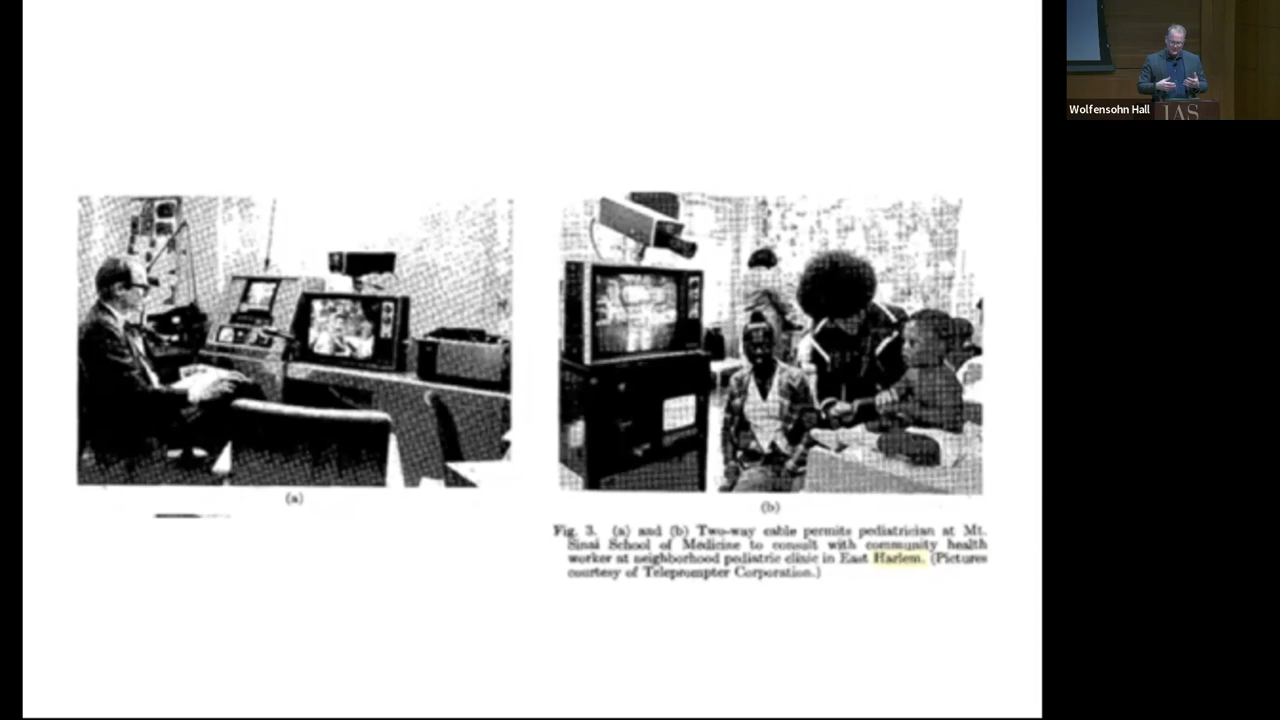 Wolfensohn Hall
IAS
(a)
(b)
Fig. 3. (a) and (b) Two-way cable permits pediatrician at Mt.
Sinai School of Medicine to consult with community health
worker at neighborhood pediatric clinic in East Harlem. (Pictures
courtesy of Teleprompter Corporation.)